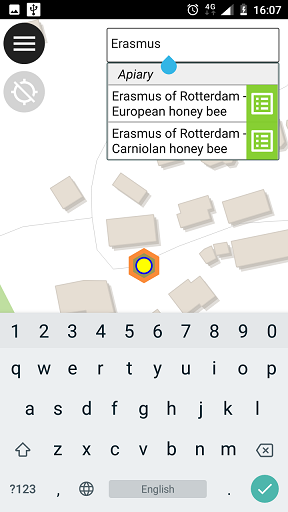 4G 16:07
Erasmus
Apiary
Erasmus of Rotterdam -
European honey bee
Erasmus of Rotterdam -
Carniolan honey bee
1 2 3 4 5 6 7 8 9 0
q w e r t y u i o p
a s d f g h j k l
z x c v b n m
?123 , English .